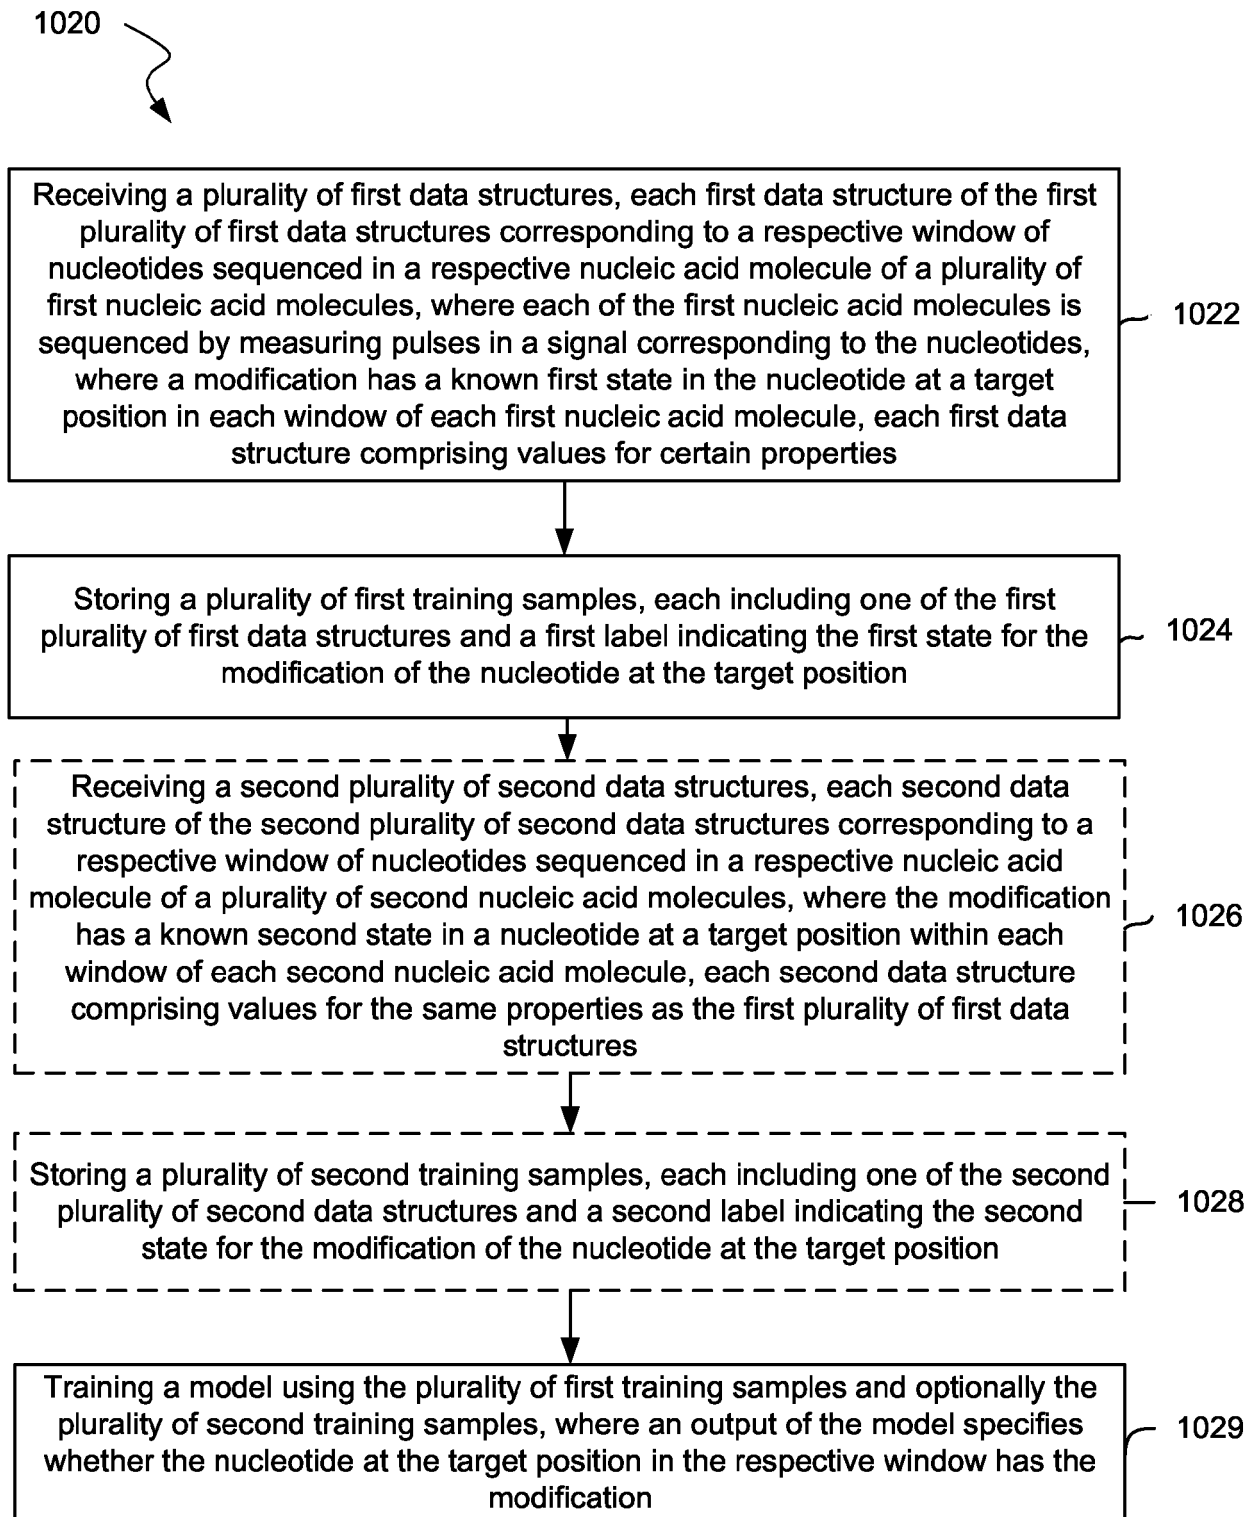 1020
Receiving a plurality of first data structures, each first data structure of the first
plurality of first data structures corresponding to a respective window of
nucleotides sequenced in a respective nucleic acid molecule of a plurality of
first nucleic acid molecules, where each of the first nucleic acid molecules is
sequenced by measuring pulses in a signal corresponding to the nucleotides,
where a modification has a known first state in the nucleotide at a target
position in each window of each first nucleic acid molecule, each first data
structure comprising values for certain properties
1022
Storing a plurality of first training samples, each including one of the first
plurality of first data structures and a first label indicating the first state for the
modification of the nucleotide at the target position
1024
Receiving a second plurality of second data structures, each second data
structure of the second plurality of second data structures corresponding to a
respective window of nucleotides sequenced in a respective nucleic acid
molecule of a plurality of second nucleic acid molecules, where the modification
has a known second state in a nucleotide at a target position within each
window of each second nucleic acid molecule, each second data structure
comprising values for the same properties as the first plurality of first data
structures
1026
Storing a plurality of second training samples, each including one of the second
plurality of second data structures and a second label indicating the second
state for the modification of the nucleotide at the target position
1028
Training a model using the plurality of first training samples and optionally the
plurality of second training samples, where an output of the model specifies
whether the nucleotide at the target position in the respective window has the
modification
1029